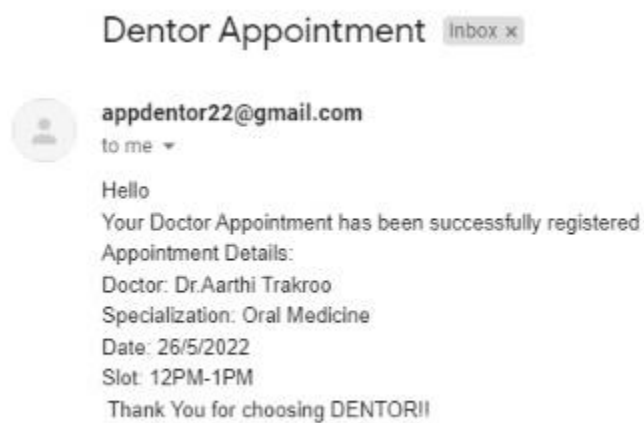 Dentor Appointment Inbox ×
appdentor22@gmail.com
to me
Hello
Your Doctor Appointment has been successfully registered
Appointment Details:
Doctor: Dr.Aarthi Trakroo
Specialization: Oral Medicine
Date: 26/5/2022
Slot: 12PM-1PM
Thank You for choosing DENTOR!!